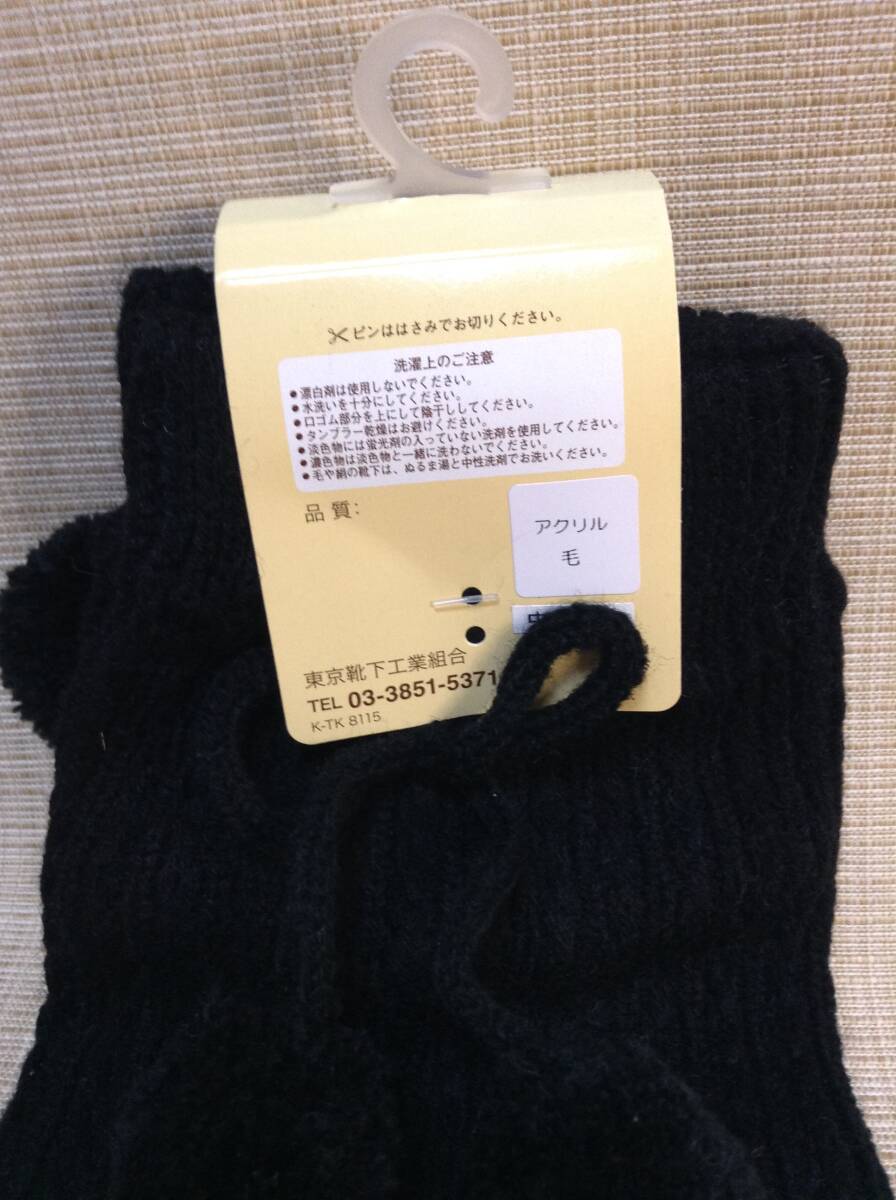 ピンははさみでお切りください。
洗濯上のご注意
●漂白剤は使用しないでください。
●水洗いを十分にしてください。
●口ゴム部分を上にして陰干ししてください。
●タンブラー乾燥はお避けください。
●淡色物には蛍光剤の入っていない洗剤を使用してください。
●濃色物は淡色物と一緒に洗わないでください。
●毛や絹の靴下は、ぬるま湯と中性洗剤でお洗いください。
品質:
アクリル
毛
東京靴下工業組合
TEL 03-3851-5371
K-TK 8115